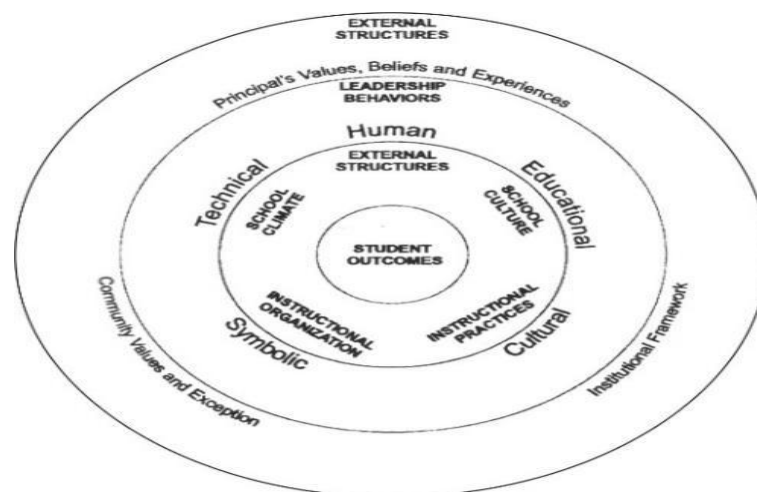 EXTERNAL
STRUCTURES
Principal's Values, Beliefs and Experiences
LEADERSHIP
BEHAVIORS
Human
EXTERNAL
STRUCTURES
Technical
Educational
SCHOOL
CLIMATE
SCHOOL
CULTURE
STUDENT
OUTCOMES
INSTRUCTIONAL
ORGANIZATION
INSTRUCTIONAL
PRACTICES
Symbolic
Cultural
Community Values and Exception
Institutional Framework